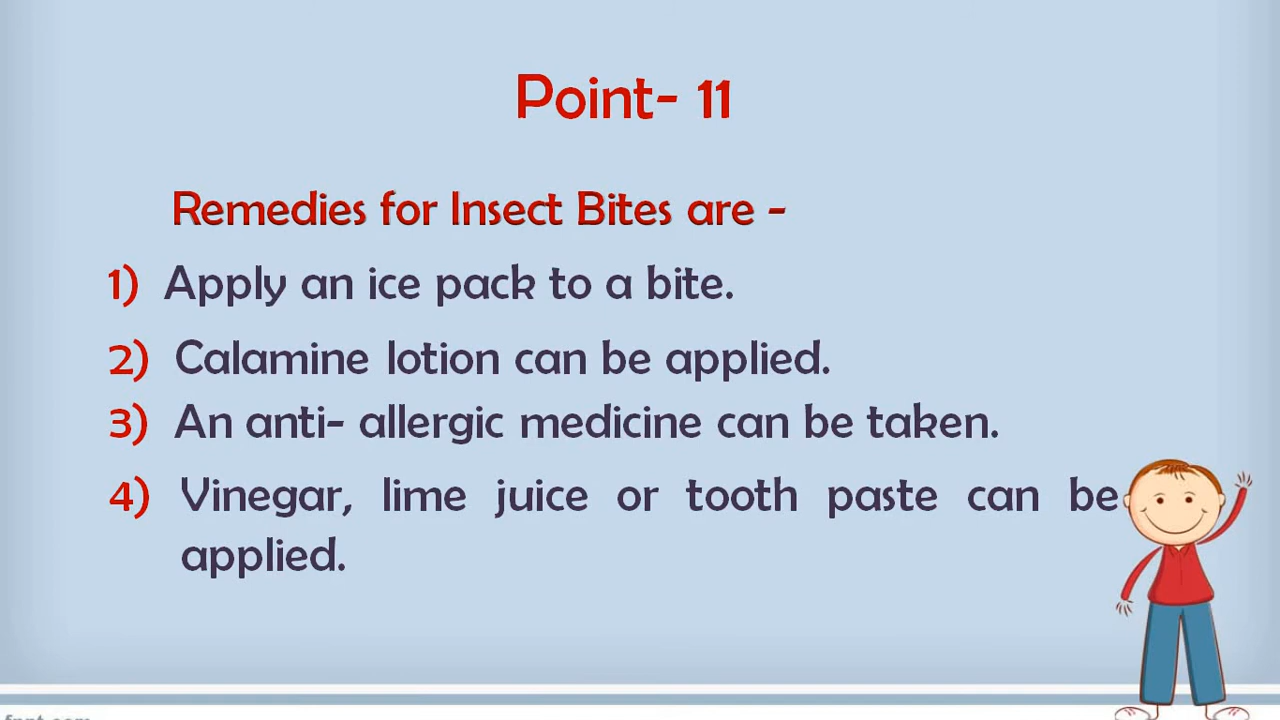 Point- 11
Remedies for Insect Bites are -
1) Apply an ice pack to a bite.
2) Calamine lotion can be applied.
3) An anti- allergic medicine can be taken.
4) Vinegar, lime juice or tooth paste can be
applied.